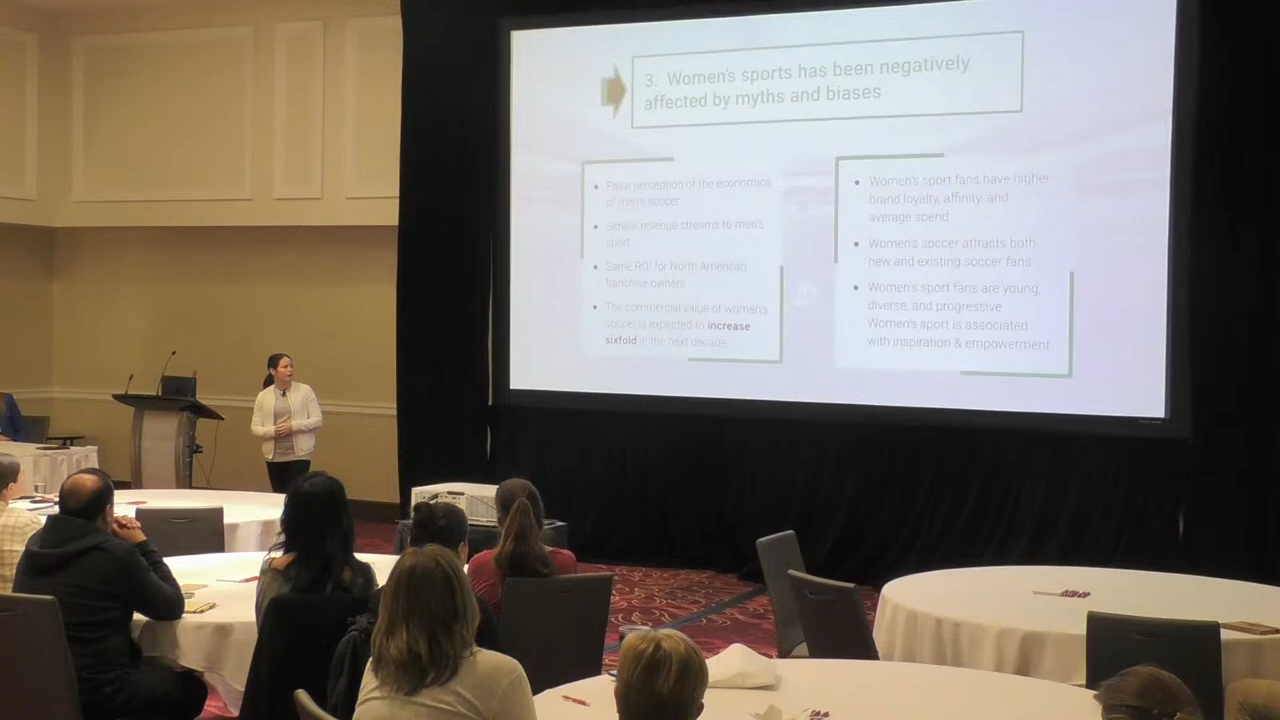 3. Women's sports has been negatively
affected by myths and biases
False perception of the economics
of men's soccer
Similar revenue streams to men's
sport
Same ROI for North American
franchise owners
The commercial value of women's
soccer is expected to increase
sixfold in the next decade
Women's sport fans have higher
brand loyalty, affinity and
average spend
Women's soccer attracts both
new and existing soccer fans
Women's sport fans are young,
diverse, and progressive
Women's sport is associated
with inspiration & empowerment